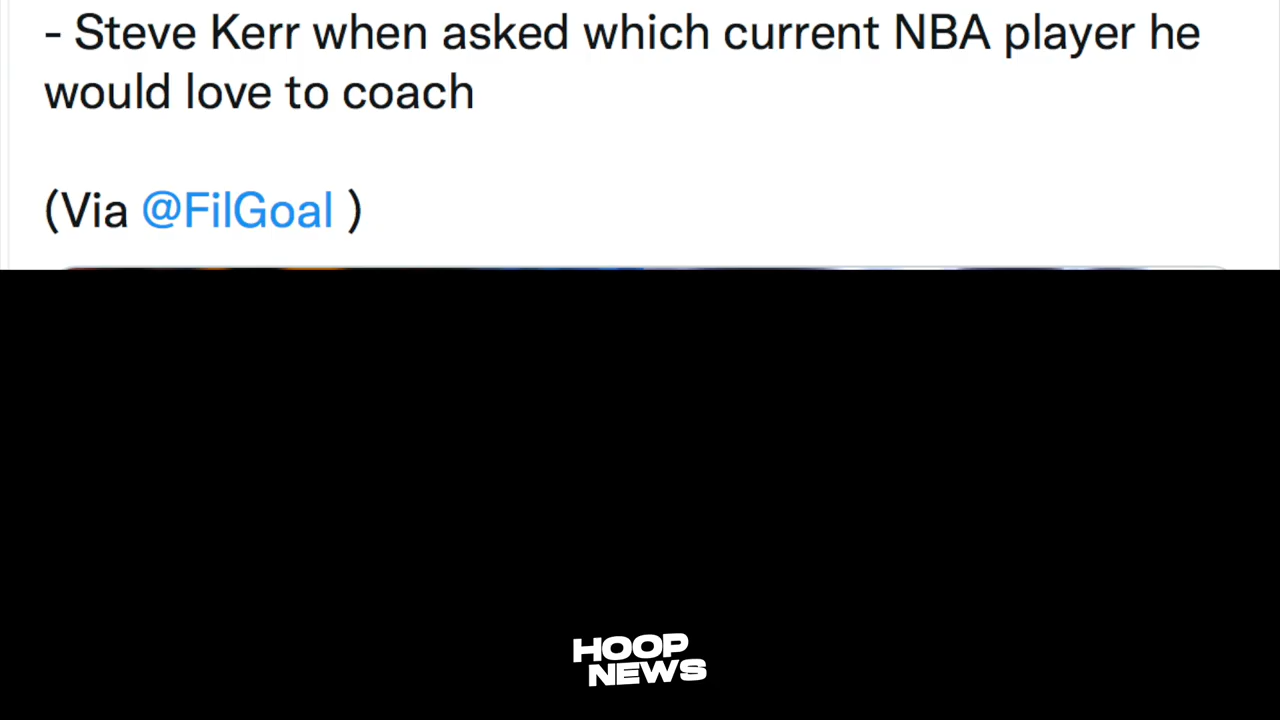 - Steve Kerr when asked which current NBA player he
would love to coach
(Via @FilGoal )
HOOP
NEWS